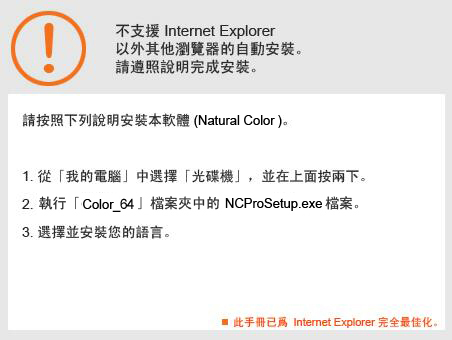 不支援 Internet Explorer
以外其他瀏覽器的自動安裝。
請遵照說明完成安裝。
請按照下列說明安裝本軟體 (Natural Color )。
1. 從「我的電腦」中選擇「光碟機」，並在上面按兩下。
2. 執行「 Color_64 」檔案夾中的 NCProSetup.exe 檔案。
3. 選擇並安裝您的語言。
■ 此手冊已爲 Internet Explorer 完全最佳化。